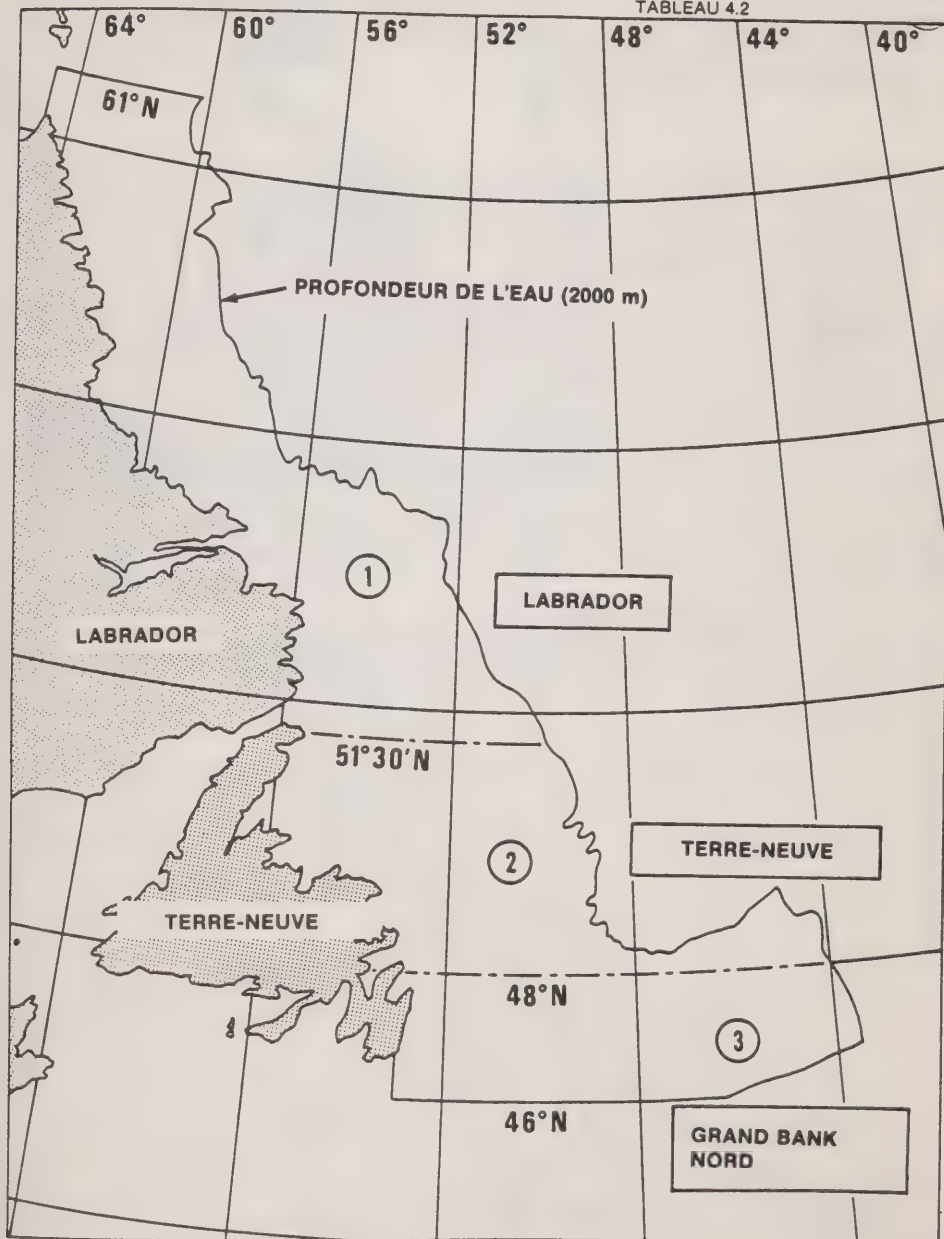 TABLEAU 4.2
64° 60° 56° 52° 48° 44° 40°
61°N
PROFONDEUR DE L'EAU (2000 m)
1
LABRADOR
LABRADOR
51°30'N
2
TERRE-NEUVE
TERRE-NEUVE
48°N
3
46°N
GRAND BANK
NORD